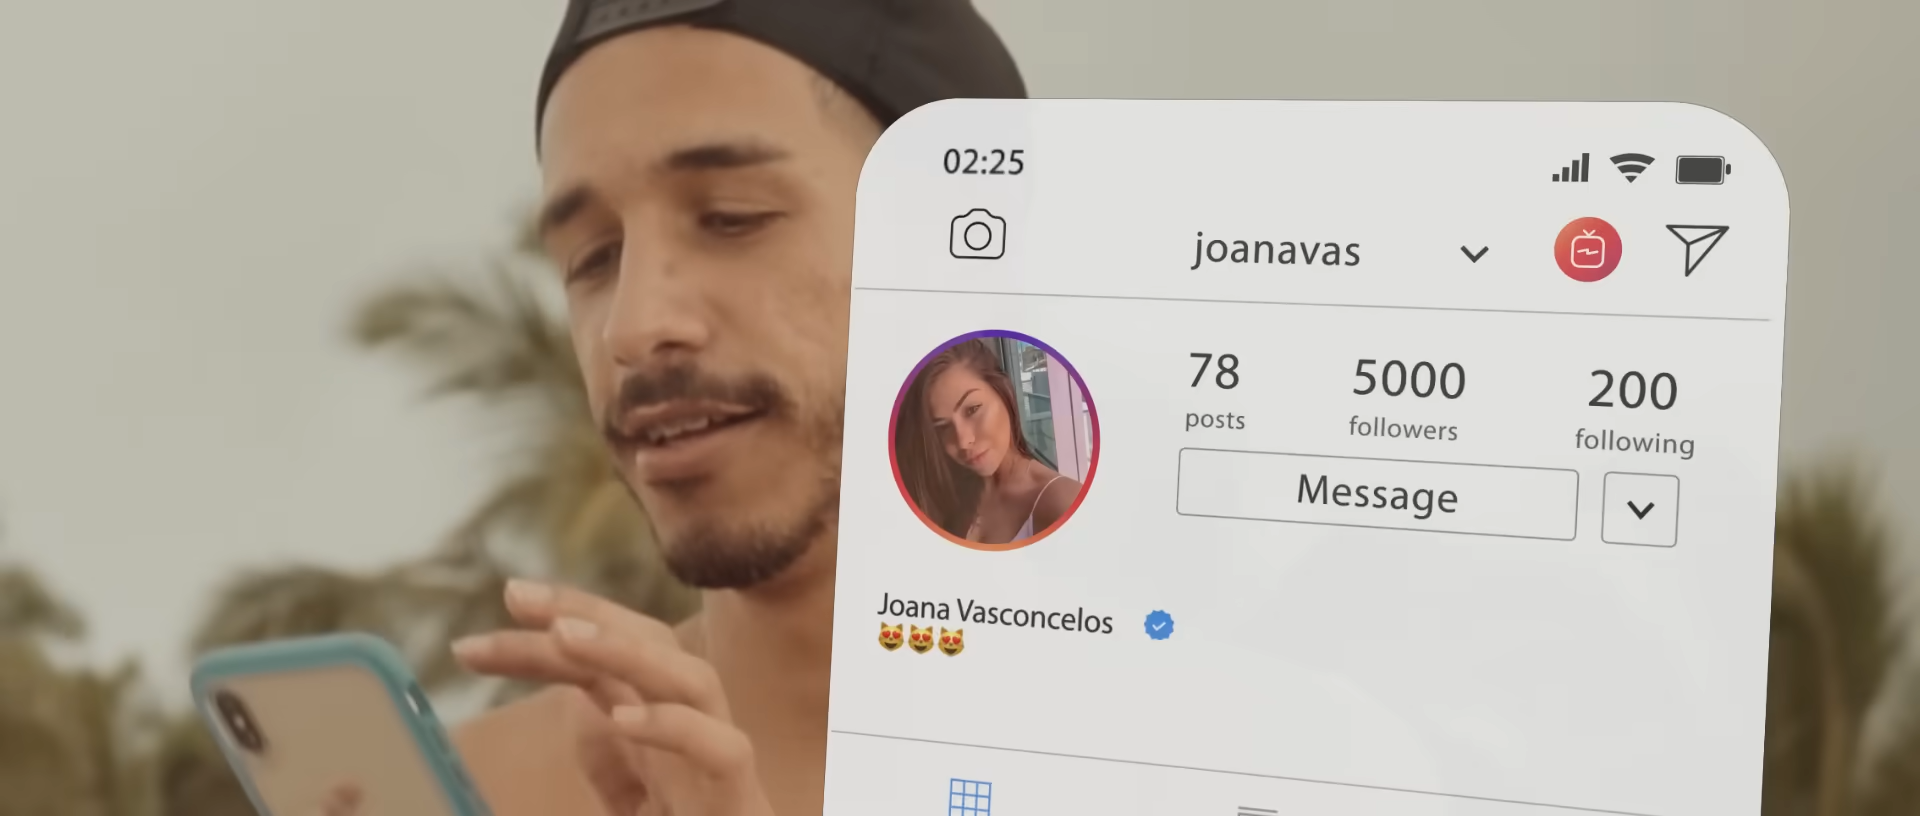 02:25
joanavas
78 5000 200
posts followers following
Message
Joana Vasconcelos